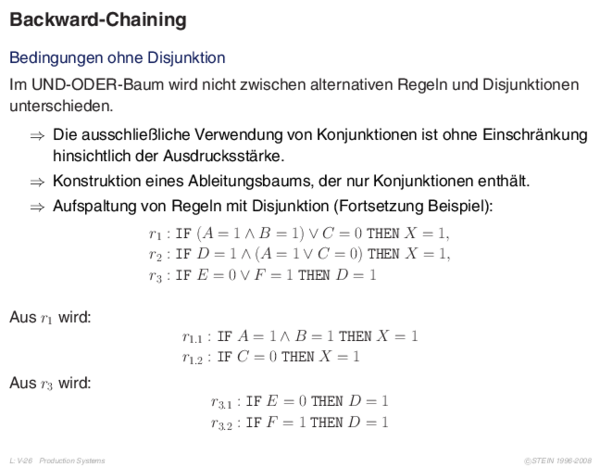 Backward-Chaining
Bedingungen ohne Disjunktion
Im UND-ODER-Baum wird nicht zwischen alternativen Regeln und Disjunktionen
unterschieden.
⇒ Die ausschließliche Verwendung von Konjunktionen ist ohne Einschränkung
hinsichtlich der Ausdrucksstärke.
⇒ Konstruktion eines Ableitungsbaums, der nur Konjunktionen enthält.
⇒ Aufspaltung von Regeln mit Disjunktion (Fortsetzung Beispiel):
r₁ : IF (A = 1 ∧ B = 1) ∨ C = 0 THEN X = 1,
r₂ : IF D = 1 ∧ (A = 1 ∨ C = 0) THEN X = 1,
r₃ : IF E = 0 ∨ F = 1 THEN D = 1
Aus r₁ wird:
r₁.₁ : IF A = 1 ∧ B = 1 THEN X = 1
r₁.₂ : IF C = 0 THEN X = 1
Aus r₃ wird:
r₃.₁ : IF E = 0 THEN D = 1
r₃.₂ : IF F = 1 THEN D = 1
L: V-26 Production Systems ©STEIN 1996-2008